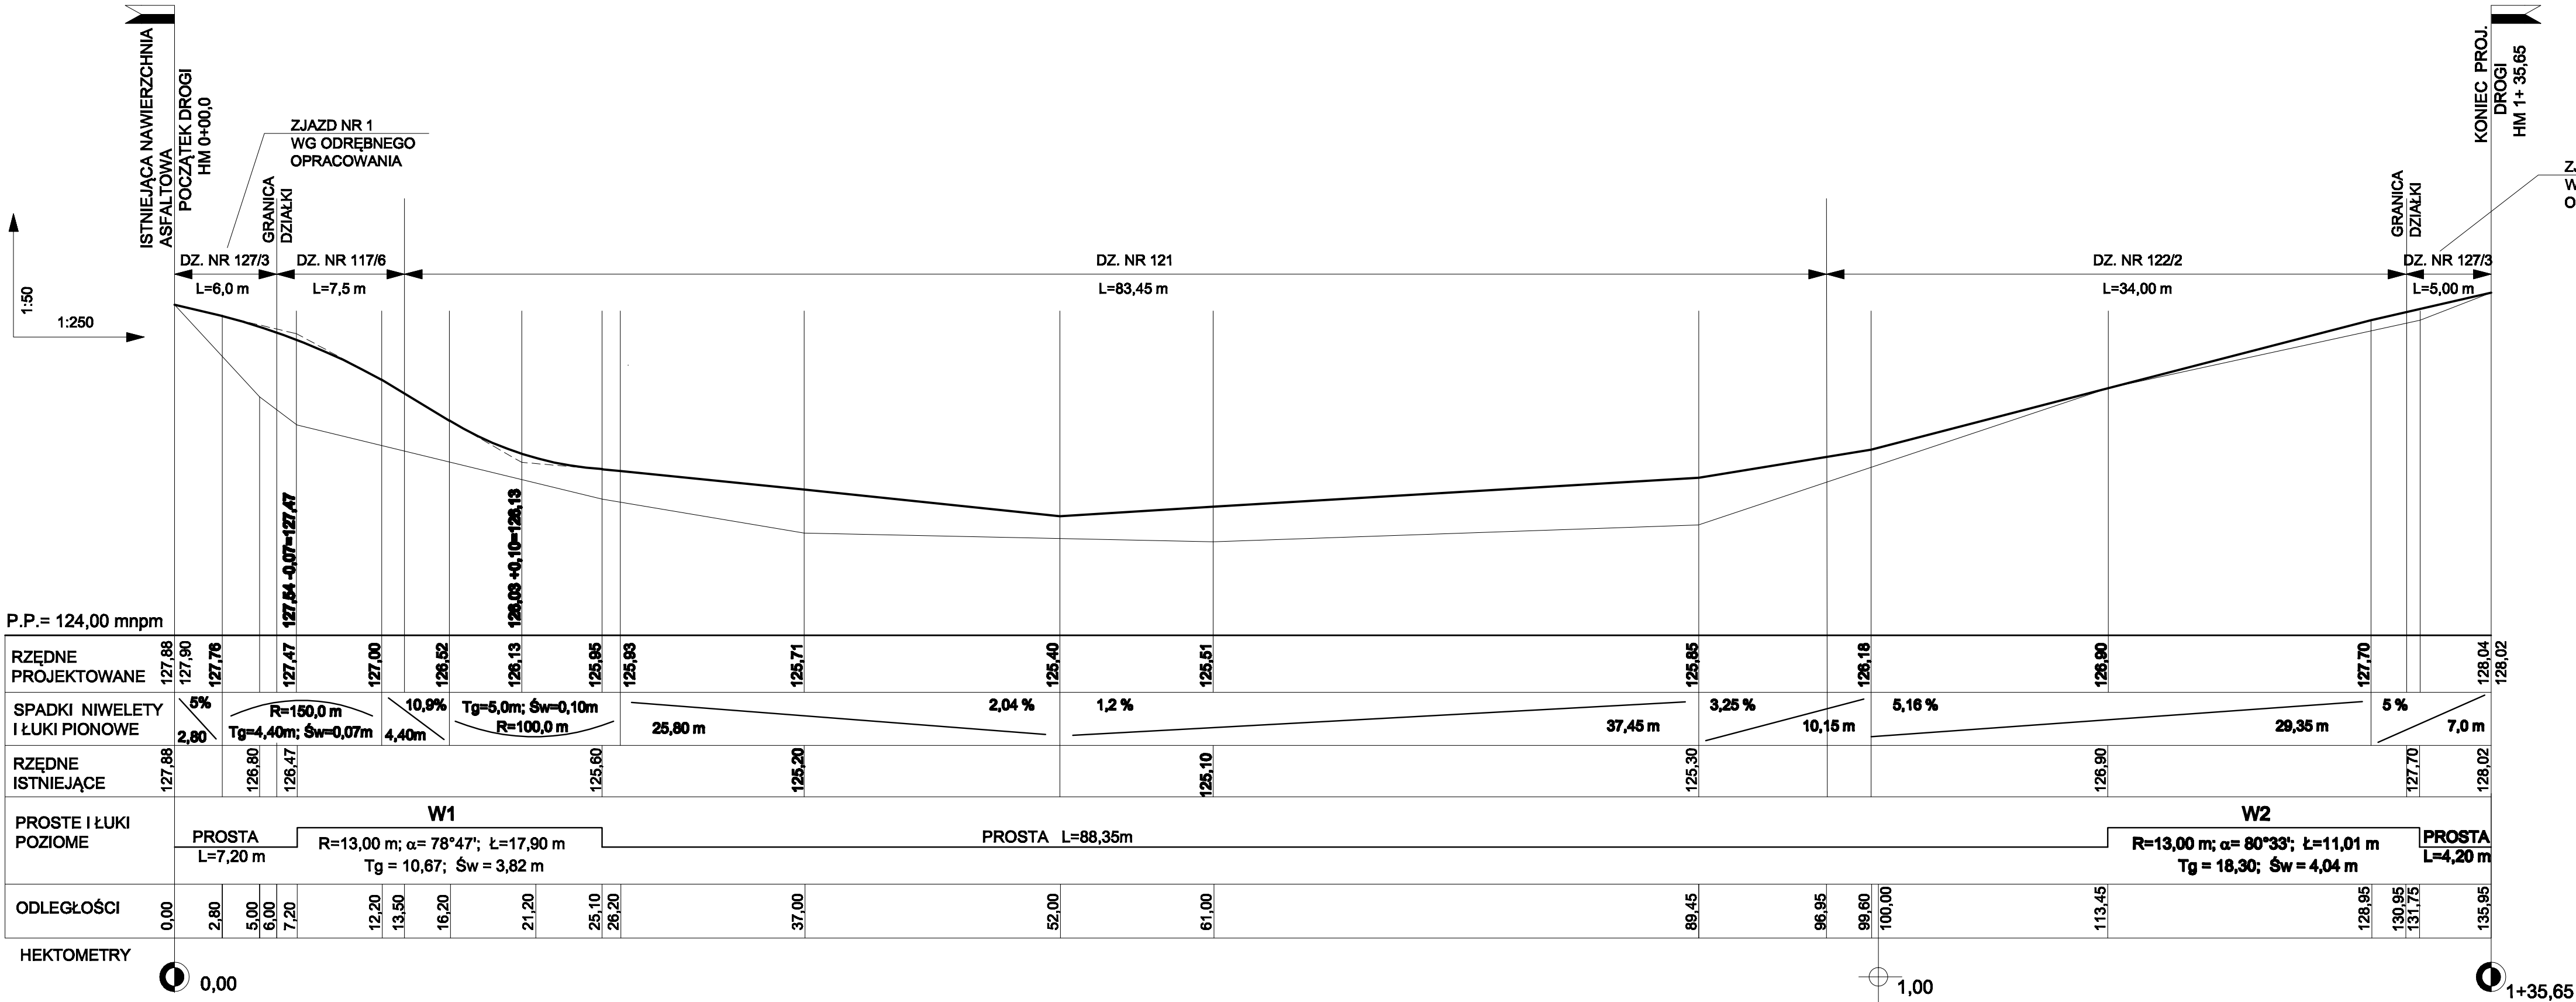 ISTNIEJĄCA NAWIERZCHNIA
ASFALTOWA
POCZĄTEK DROGI
HM 0+00,0
ZJAZD NR 1
WG ODRĘBNEGO
OPRACOWANIA
GRANICA
DZIAŁKI
KONIEC PROJ.
DROGI
HM 1+ 35,65
GRANICA
DZIAŁKI
1:50
1:250
DZ. NR 127/3
L=6,0 m
DZ. NR 117/6
L=7,5 m
DZ. NR 121
L=83,45 m
DZ. NR 122/2
L=34,00 m
DZ. NR 127/3
L=5,00 m
127,54 -0,07=127,47
126,03 +0,10=126,13
P.P.= 124,00 mnpm
RZĘDNE
PROJEKTOWANE
127,88
127,90
127,76
127,47
127,00
126,52
126,13
125,95
125,93
125,71
125,40
125,51
125,85
126,18
126,90
127,70
128,04
128,02
SPADKI NIWELETY
I ŁUKI PIONOWE
5%
2,80
R=150,0 m
Tg=4,40m; Św=0,07m
10,9%
4,40m
Tg=5,0m; Św=0,10m
R=100,0 m
25,80 m
2,04 %
1,2 %
37,45 m
3,25 %
10,15 m
5,16 %
29,35 m
5 %
7,0 m
RZĘDNE
ISTNIEJĄCE
127,88
126,80
126,47
125,60
125,20
125,10
125,30
126,90
127,70
128,02
PROSTE I ŁUKI
POZIOME
PROSTA
L=7,20 m
W1
R=13,00 m; α= 78°47'; Ł=17,90 m
Tg = 10,67; Św = 3,82 m
PROSTA L=88,35m
W2
R=13,00 m; α= 80°33'; Ł=11,01 m
Tg = 18,30; Św = 4,04 m
PROSTA
L=4,20 m
ODLEGŁOŚCI
0,00
2,80
5,00
6,00
7,20
12,20
13,50
16,20
21,20
25,10
26,20
37,00
52,00
61,00
89,45
96,95
99,60
100,00
113,45
128,95
130,95
131,75
135,95
HEKTOMETRY
0,00
1,00
1+35,65